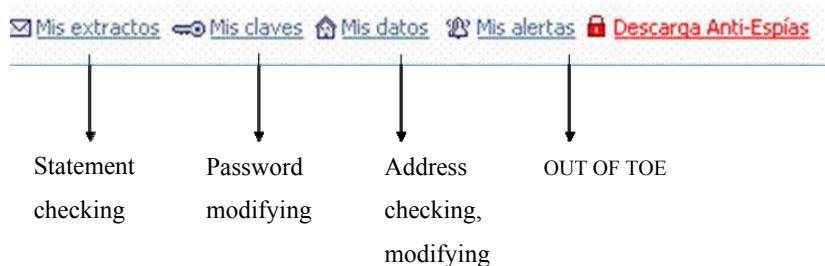 Mis extractos Mis claves Mis datos Mis alertas Descarga Anti-Espías
Statement checking
Password modifying
Address checking, modifying
OUT OF TOE